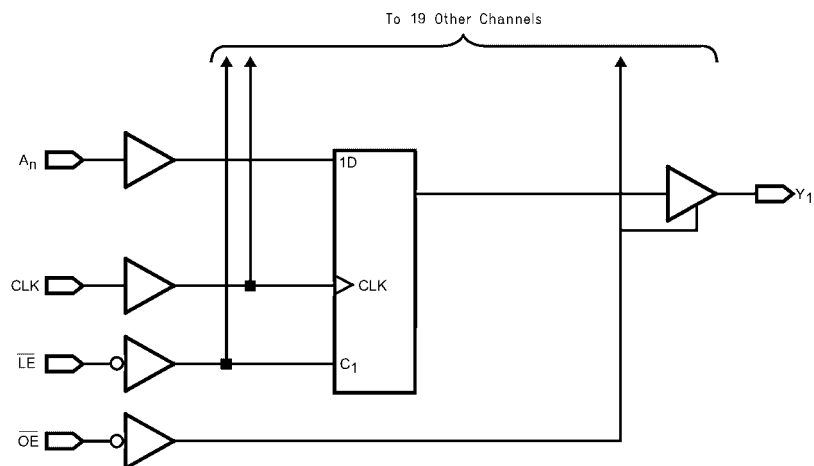 To 19 Other Channels
An
1D
Y1
CLK
CLK
LE
C1
OE